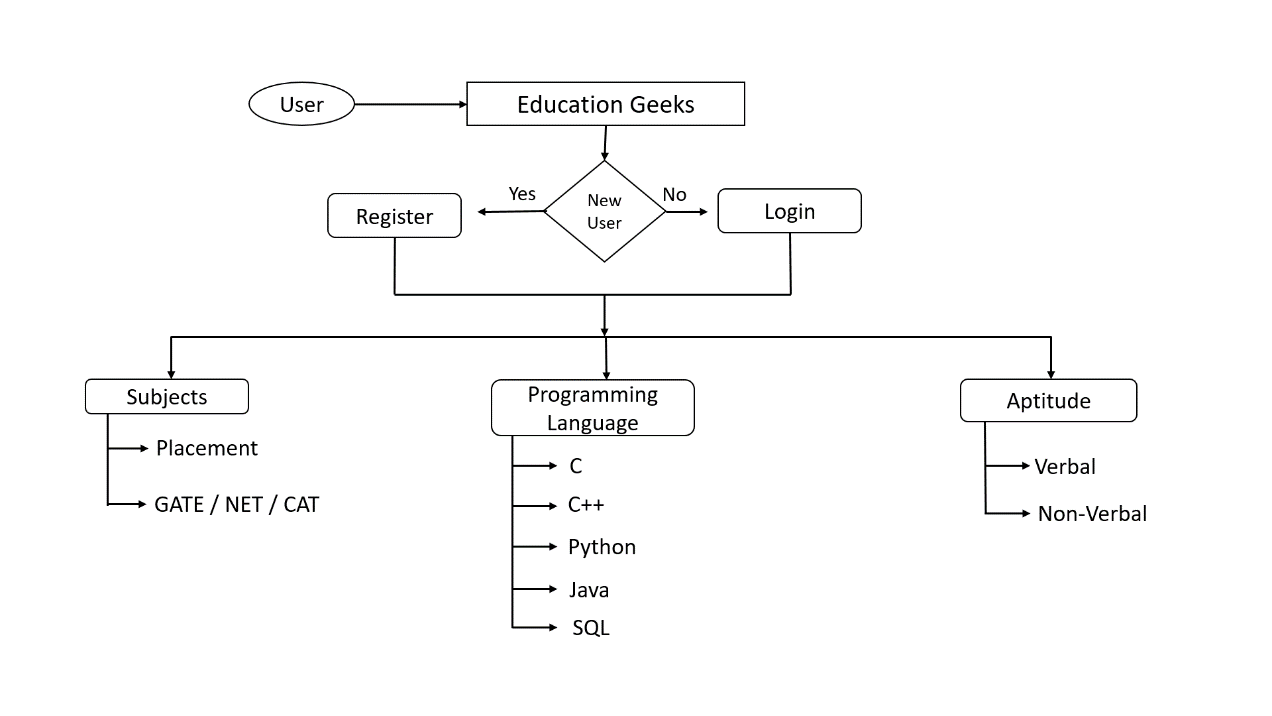 User
Education Geeks
Yes
New
User
No
Register
Login
Subjects
Placement
GATE / NET / CAT
Programming
Language
C
C++
Python
Java
SQL
Aptitude
Verbal
Non-Verbal